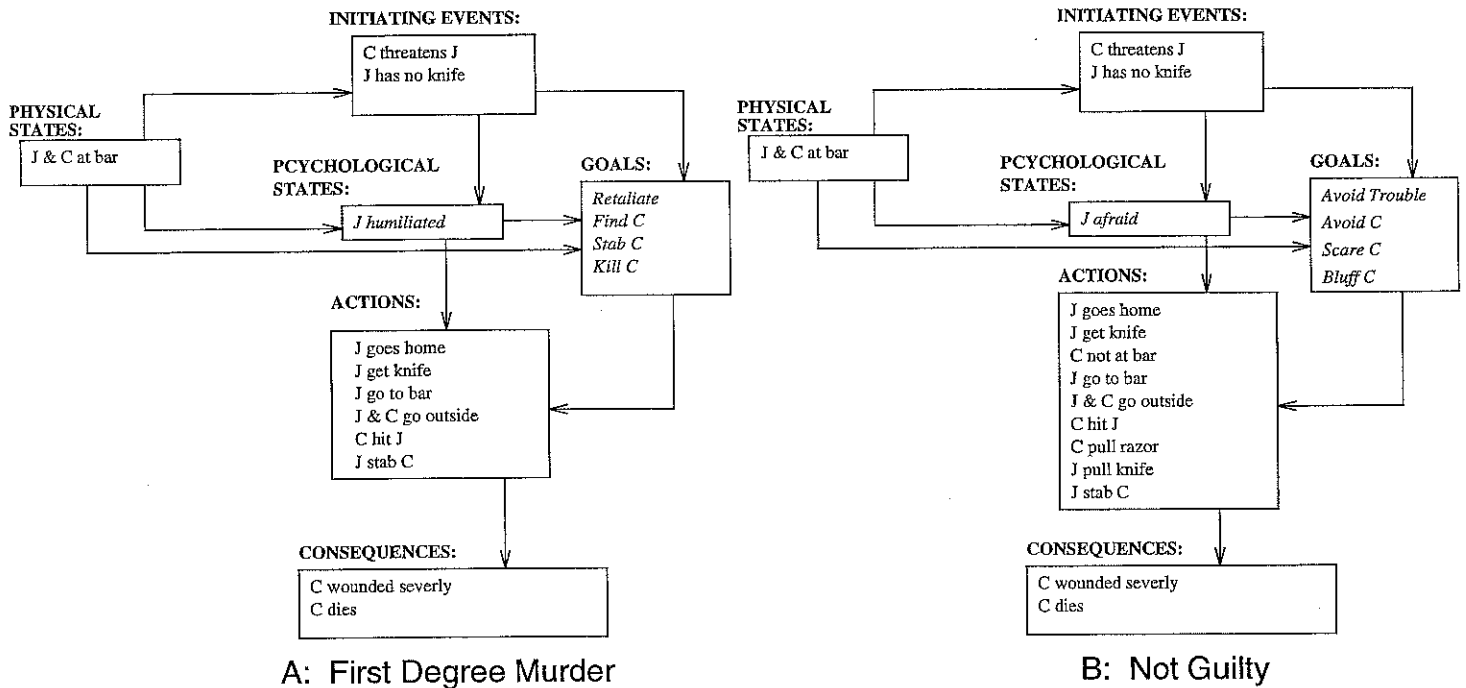 INITIATING EVENTS:
C threatens J
J has no knife
PHYSICAL
STATES:
J & C at bar
PCYCHOLOGICAL
STATES:
J humiliated
GOALS:
Retaliate
Find C
Stab C
Kill C
ACTIONS:
J goes home
J get knife
J go to bar
J & C go outside
C hit J
J stab C
CONSEQUENCES:
C wounded severly
C dies
A: First Degree Murder
INITIATING EVENTS:
C threatens J
J has no knife
PHYSICAL
STATES:
J & C at bar
PCYCHOLOGICAL
STATES:
J afraid
GOALS:
Avoid Trouble
Avoid C
Scare C
Bluff C
ACTIONS:
J goes home
J get knife
C not at bar
J go to bar
J & C go outside
C hit J
C pull razor
J pull knife
J stab C
CONSEQUENCES:
C wounded severly
C dies
B: Not Guilty